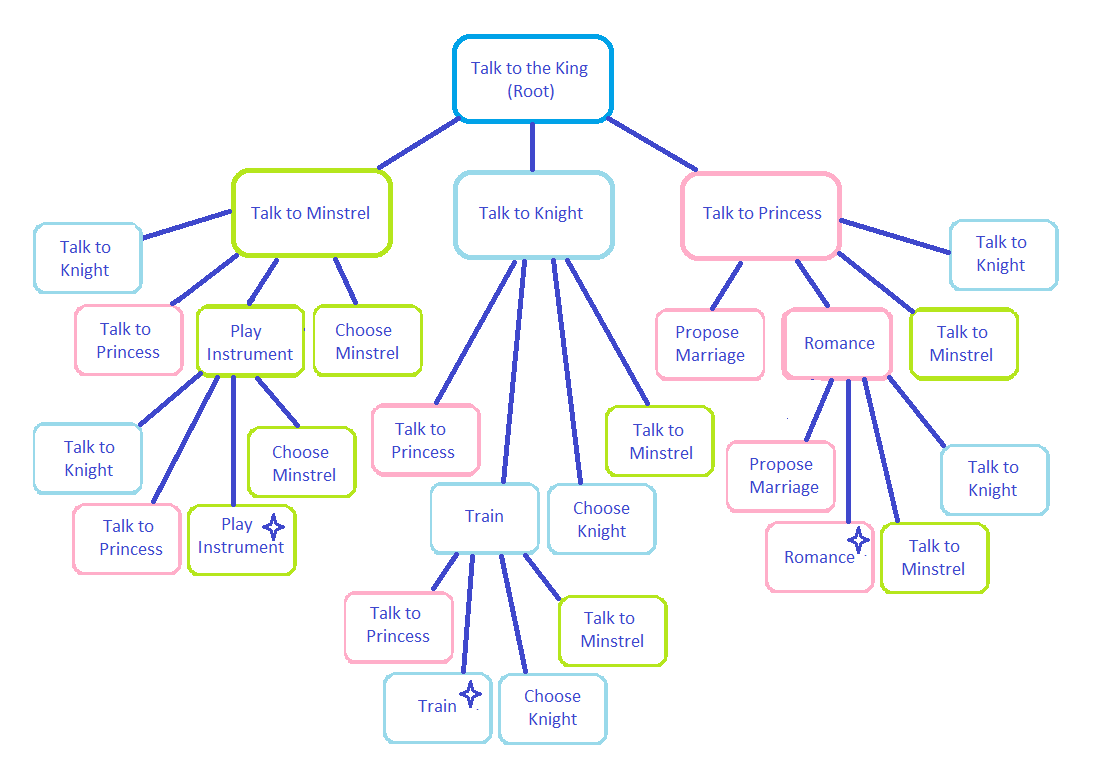 Talk to the King
(Root)
Talk to Minstrel
Talk to Knight
Talk to Princess
Talk to
Knight
Talk to
Princess
Play
Instrument
Choose
Minstrel
Talk to
Knight
Talk to
Princess
Play
Instrument
Choose
Minstrel
Talk to
Princess
Train
Choose
Knight
Talk to
Minstrel
Talk to
Princess
Train
Choose
Knight
Talk to
Minstrel
Propose
Marriage
Romance
Talk to
Minstrel
Talk to
Knight
Propose
Marriage
Romance
Talk to
Minstrel
Talk to
Knight